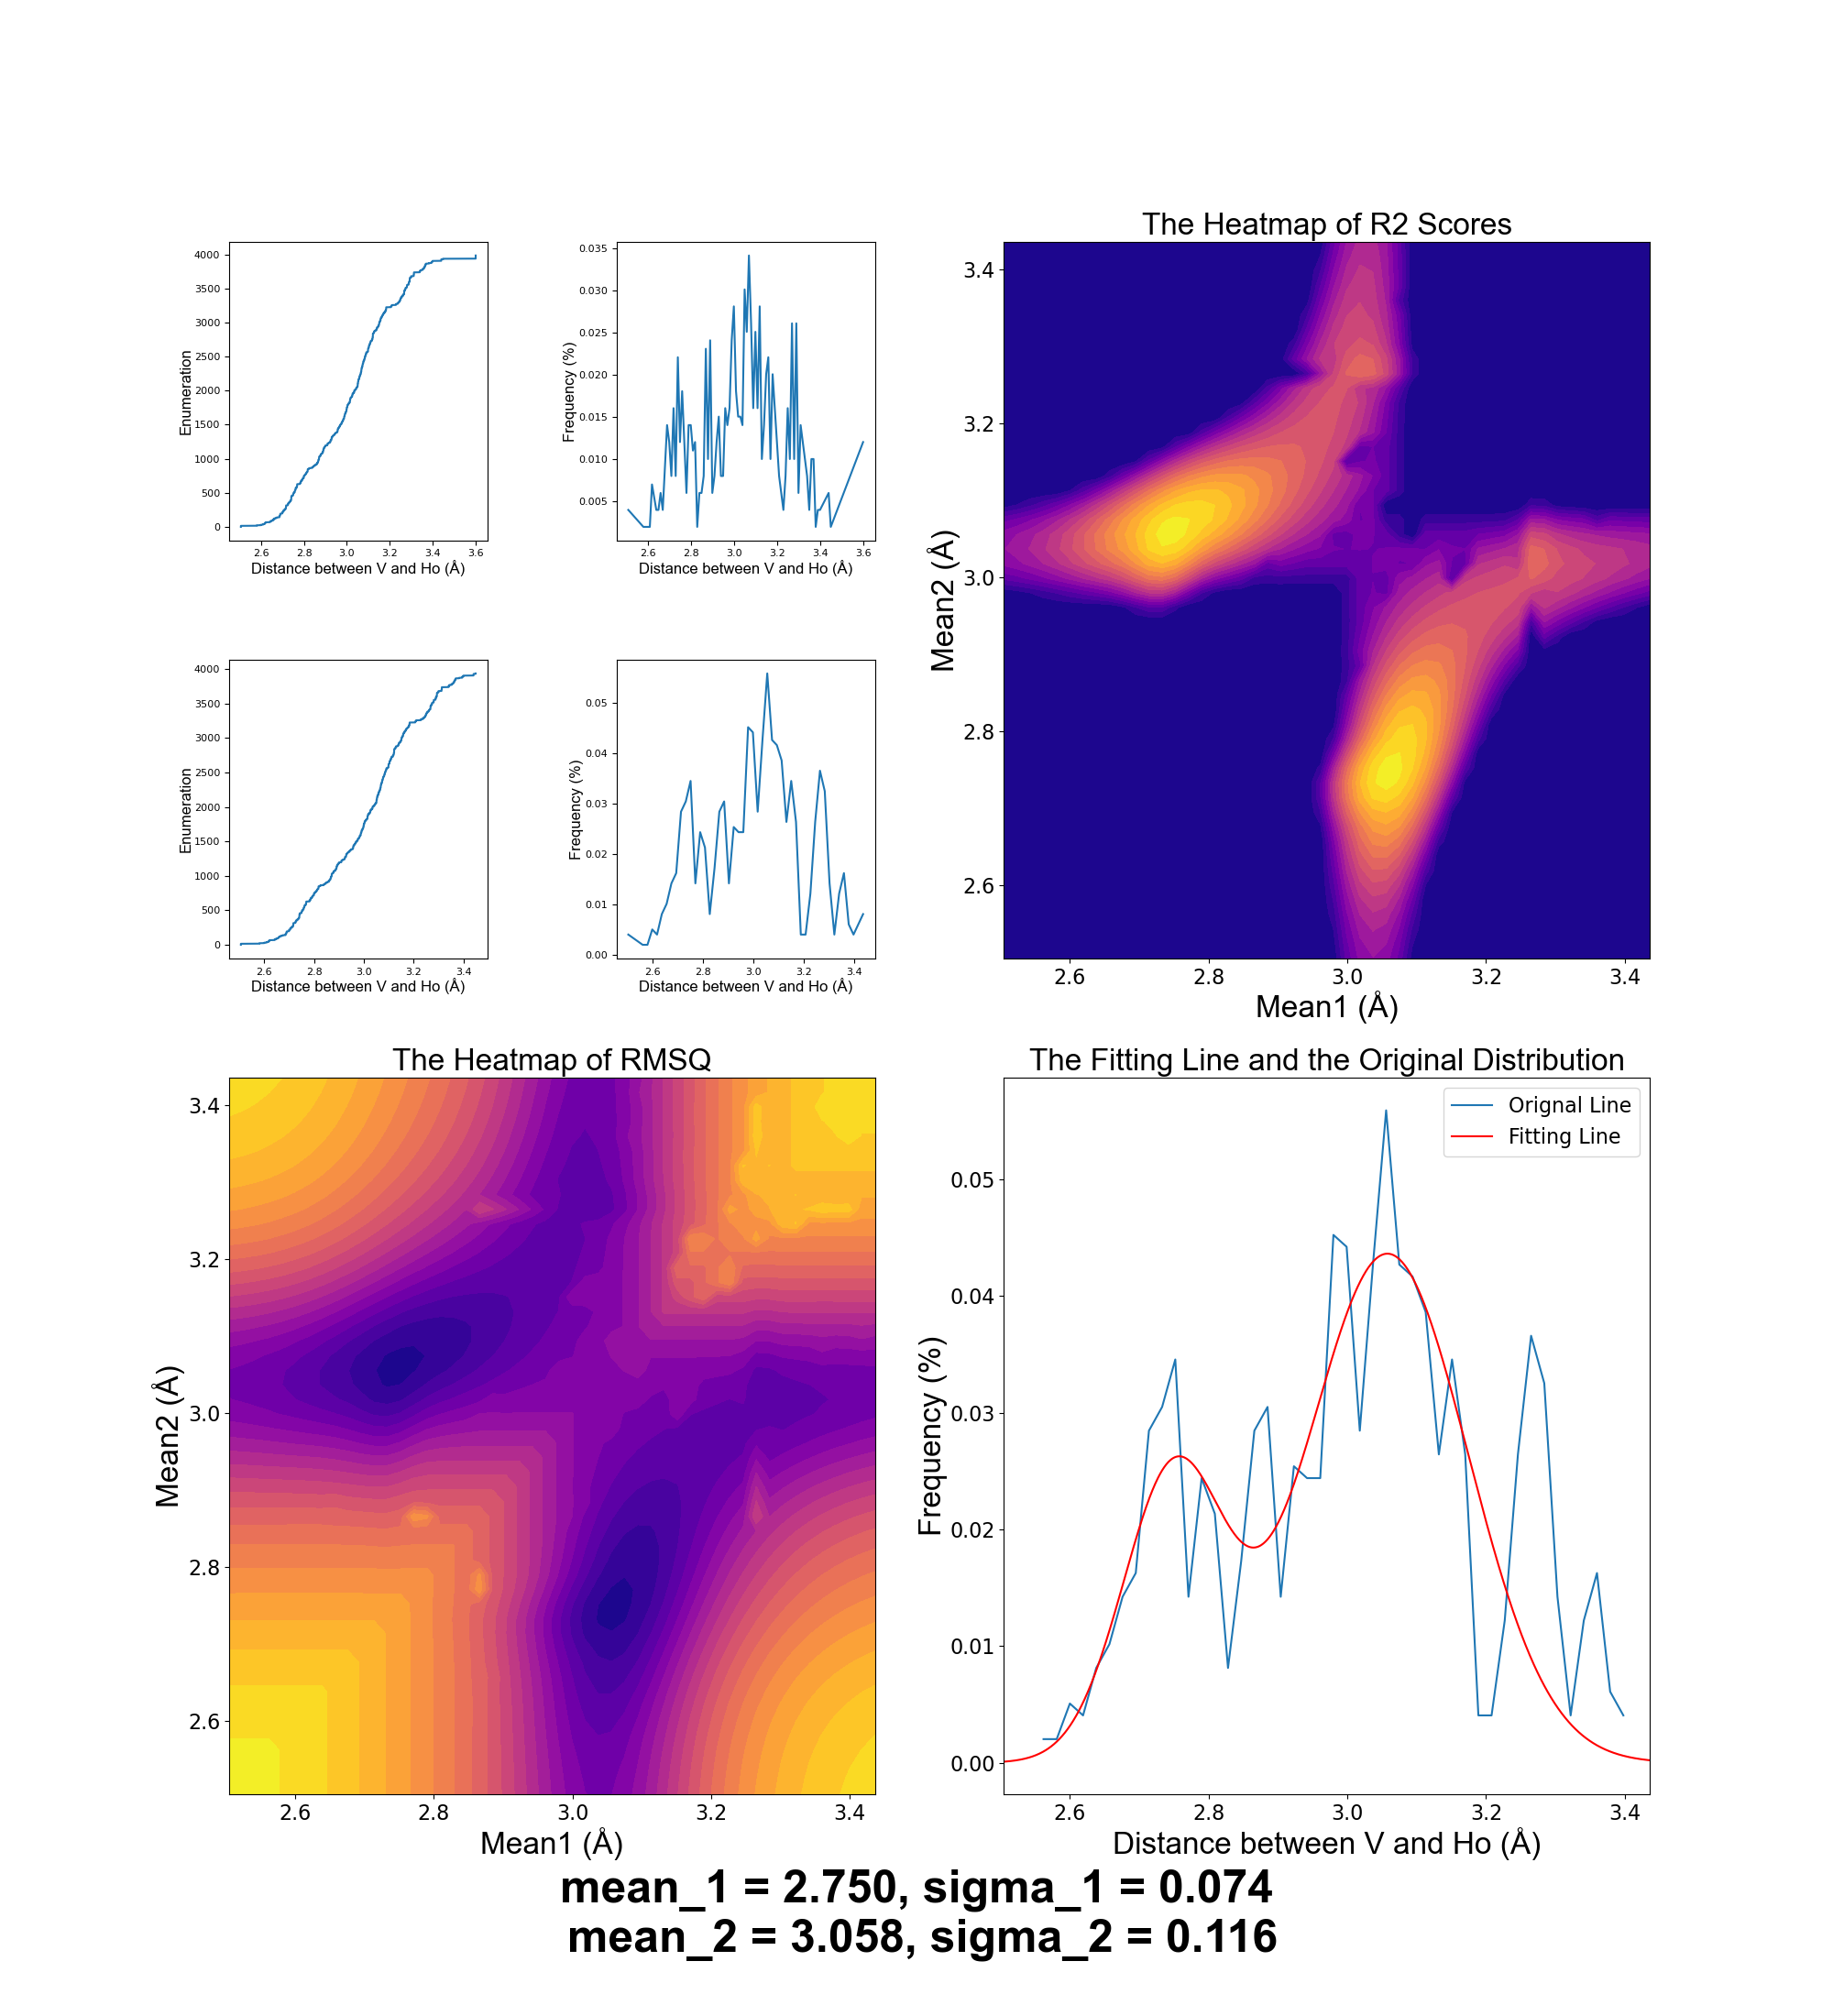 The Heatmap of R2 Scores
4000
3500
3000
2500
2000
1500
1000
500
0
Enumeration
2.6 2.8 3.0 3.2 3.4 3.6
Distance between V and Ho (Å)
0.035
0.030
0.025
0.020
0.015
0.010
0.005
Frequency (%)
2.6 2.8 3.0 3.2 3.4 3.6
Distance between V and Ho (Å)
4000
3500
3000
2500
2000
1500
1000
500
0
Enumeration
2.6 2.8 3.0 3.2 3.4
Distance between V and Ho (Å)
0.05
0.04
0.03
0.02
0.01
0.00
Frequency (%)
2.6 2.8 3.0 3.2 3.4
Distance between V and Ho (Å)
3.4
3.2
3.0
2.8
2.6
Mean2 (Å)
2.6 2.8 3.0 3.2 3.4
Mean1 (Å)
The Heatmap of RMSQ
3.4
3.2
3.0
2.8
2.6
Mean2 (Å)
2.6 2.8 3.0 3.2 3.4
Mean1 (Å)
The Fitting Line and the Original Distribution
Orignal Line
Fitting Line
0.05
0.04
0.03
0.02
0.01
0.00
Frequency (%)
2.6 2.8 3.0 3.2 3.4
Distance between V and Ho (Å)
mean_1 = 2.750, sigma_1 = 0.074
mean_2 = 3.058, sigma_2 = 0.116